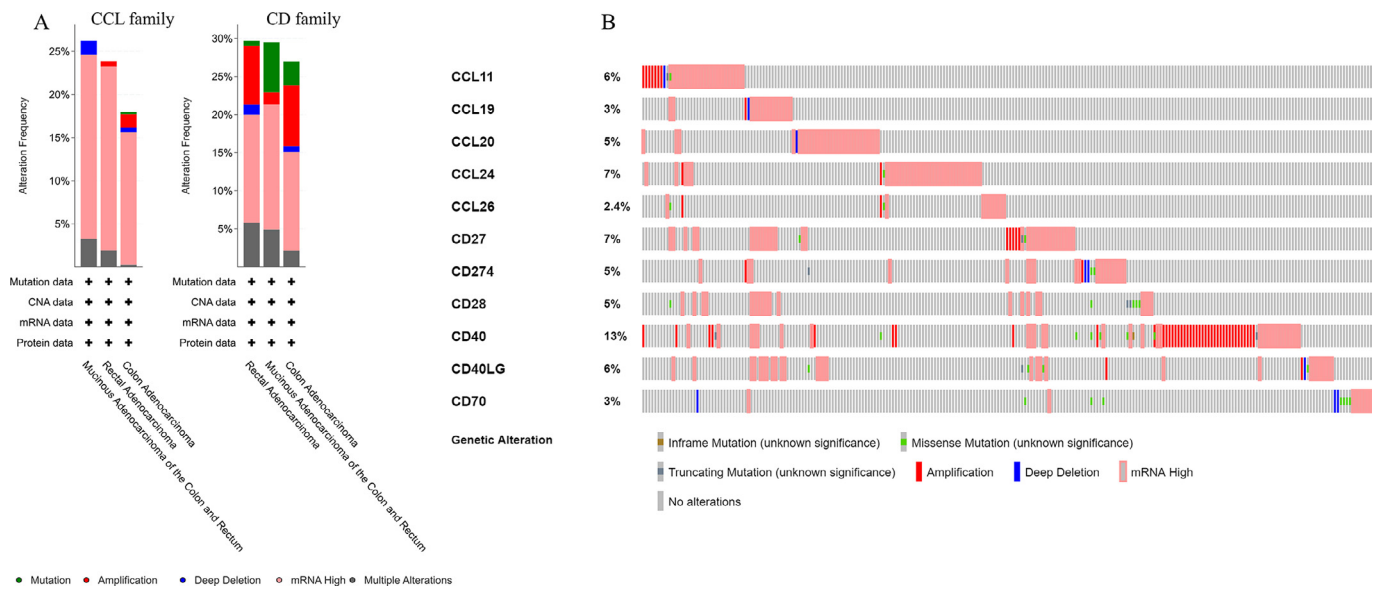 A
CCL family
CD family
B
Alteration Frequency
25%
20%
15%
10%
5%
Alteration Frequency
30%
25%
20%
15%
10%
5%
Mutation data + + +
CNA data + + +
mRNA data + + +
Protein data + + +
Mutation data + + +
CNA data + + +
mRNA data + + +
Protein data + + +
Mucinous Adenocarcinoma of the Colon and Rectum
Rectal Adenocarcinoma
Colon Adenocarcinoma
Rectal Adenocarcinoma
Mucinous Adenocarcinoma of the Colon and Rectum
Colon Adenocarcinoma
Mutation
Amplification
Deep Deletion
mRNA High
Multiple Alterations
CCL11 6%
CCL19 3%
CCL20 5%
CCL24 7%
CCL26 2.4%
CD27 7%
CD274 5%
CD28 5%
CD40 13%
CD40LG 6%
CD70 3%
Genetic Alteration
Inframe Mutation (unknown significance)
Missense Mutation (unknown significance)
Truncating Mutation (unknown significance)
Amplification
Deep Deletion
mRNA High
No alterations